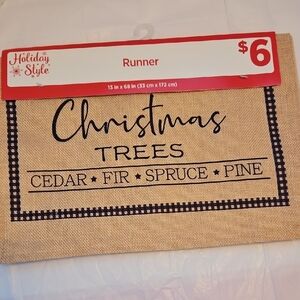 Holiday
Style
Runner
$6
13 in x 68 in (33 cm x 172 cm)
Christmas
TREES
CEDAR ★ FIR ★ SPRUCE ★ PINE